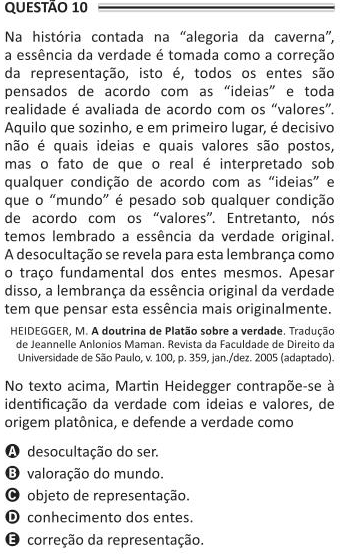 QUESTÃO 10
Na história contada na “alegoria da caverna”,
a essência da verdade é tomada como a correção
da representação, isto é, todos os entes são
pensados de acordo com as “ideias” e toda
realidade é avaliada de acordo com os “valores”.
Aquilo que sozinho, e em primeiro lugar, é decisivo
não é quais ideias e quais valores são postos,
mas o fato de que o real é interpretado sob
qualquer condição de acordo com as “ideias” e
que o “mundo” é pesado sob qualquer condição
de acordo com os “valores”. Entretanto, nós
temos lembrado a essência da verdade original.
A desocultação se revela para esta lembrança como
o traço fundamental dos entes mesmos. Apesar
disso, a lembrança da essência original da verdade
tem que pensar esta essência mais originalmente.
HEIDEGGER, M. A doutrina de Platão sobre a verdade. Tradução
de Jeannelle Anlonios Maman. Revista da Faculdade de Direito da
Universidade de São Paulo, v. 100, p. 359, jan./dez. 2005 (adaptado).
No texto acima, Martin Heidegger contrapõe-se à
identificação da verdade com ideias e valores, de
origem platônica, e defende a verdade como
A desocultação do ser.
B valoração do mundo.
C objeto de representação.
D conhecimento dos entes.
E correção da representação.